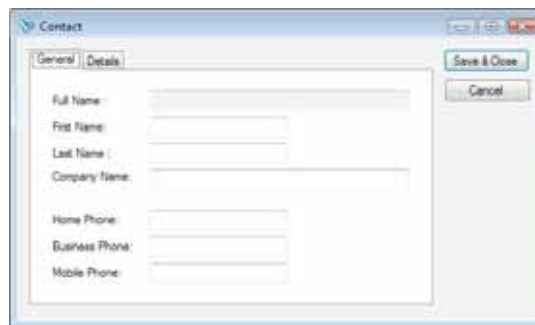 Contact
General Details
Save & Close
Cancel
Full Name:
First Name:
Last Name :
Company Name:
Home Phone:
Business Phone:
Mobile Phone: